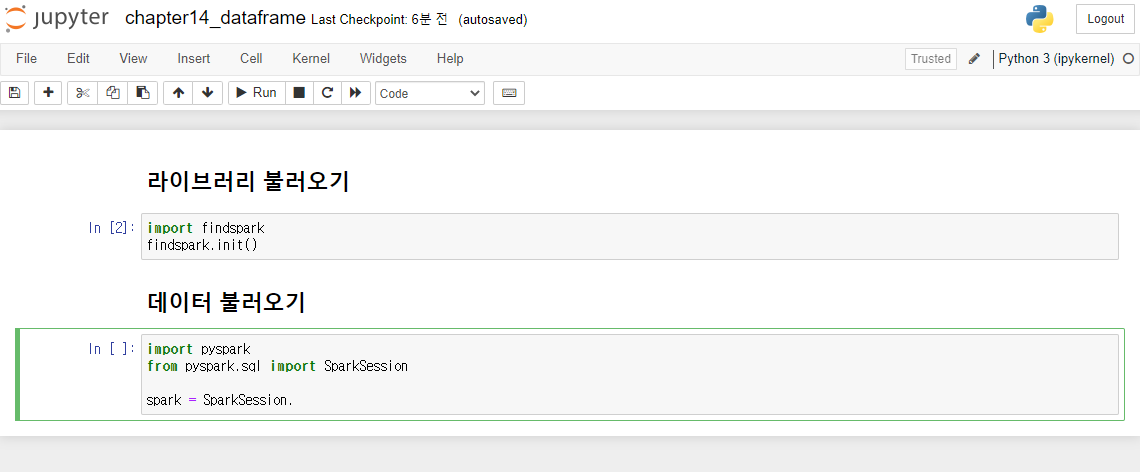 jupyter chapter14_dataframe Last Checkpoint: 6분 전 (autosaved) Logout
File Edit View Insert Cell Kernel Widgets Help Trusted Python 3 (ipykernel)
Run Code
라이브러리 불러오기
In [2]: import findspark
findspark.init()
데이터 불러오기
In [ ]: import pyspark
from pyspark.sql import SparkSession
spark = SparkSession.